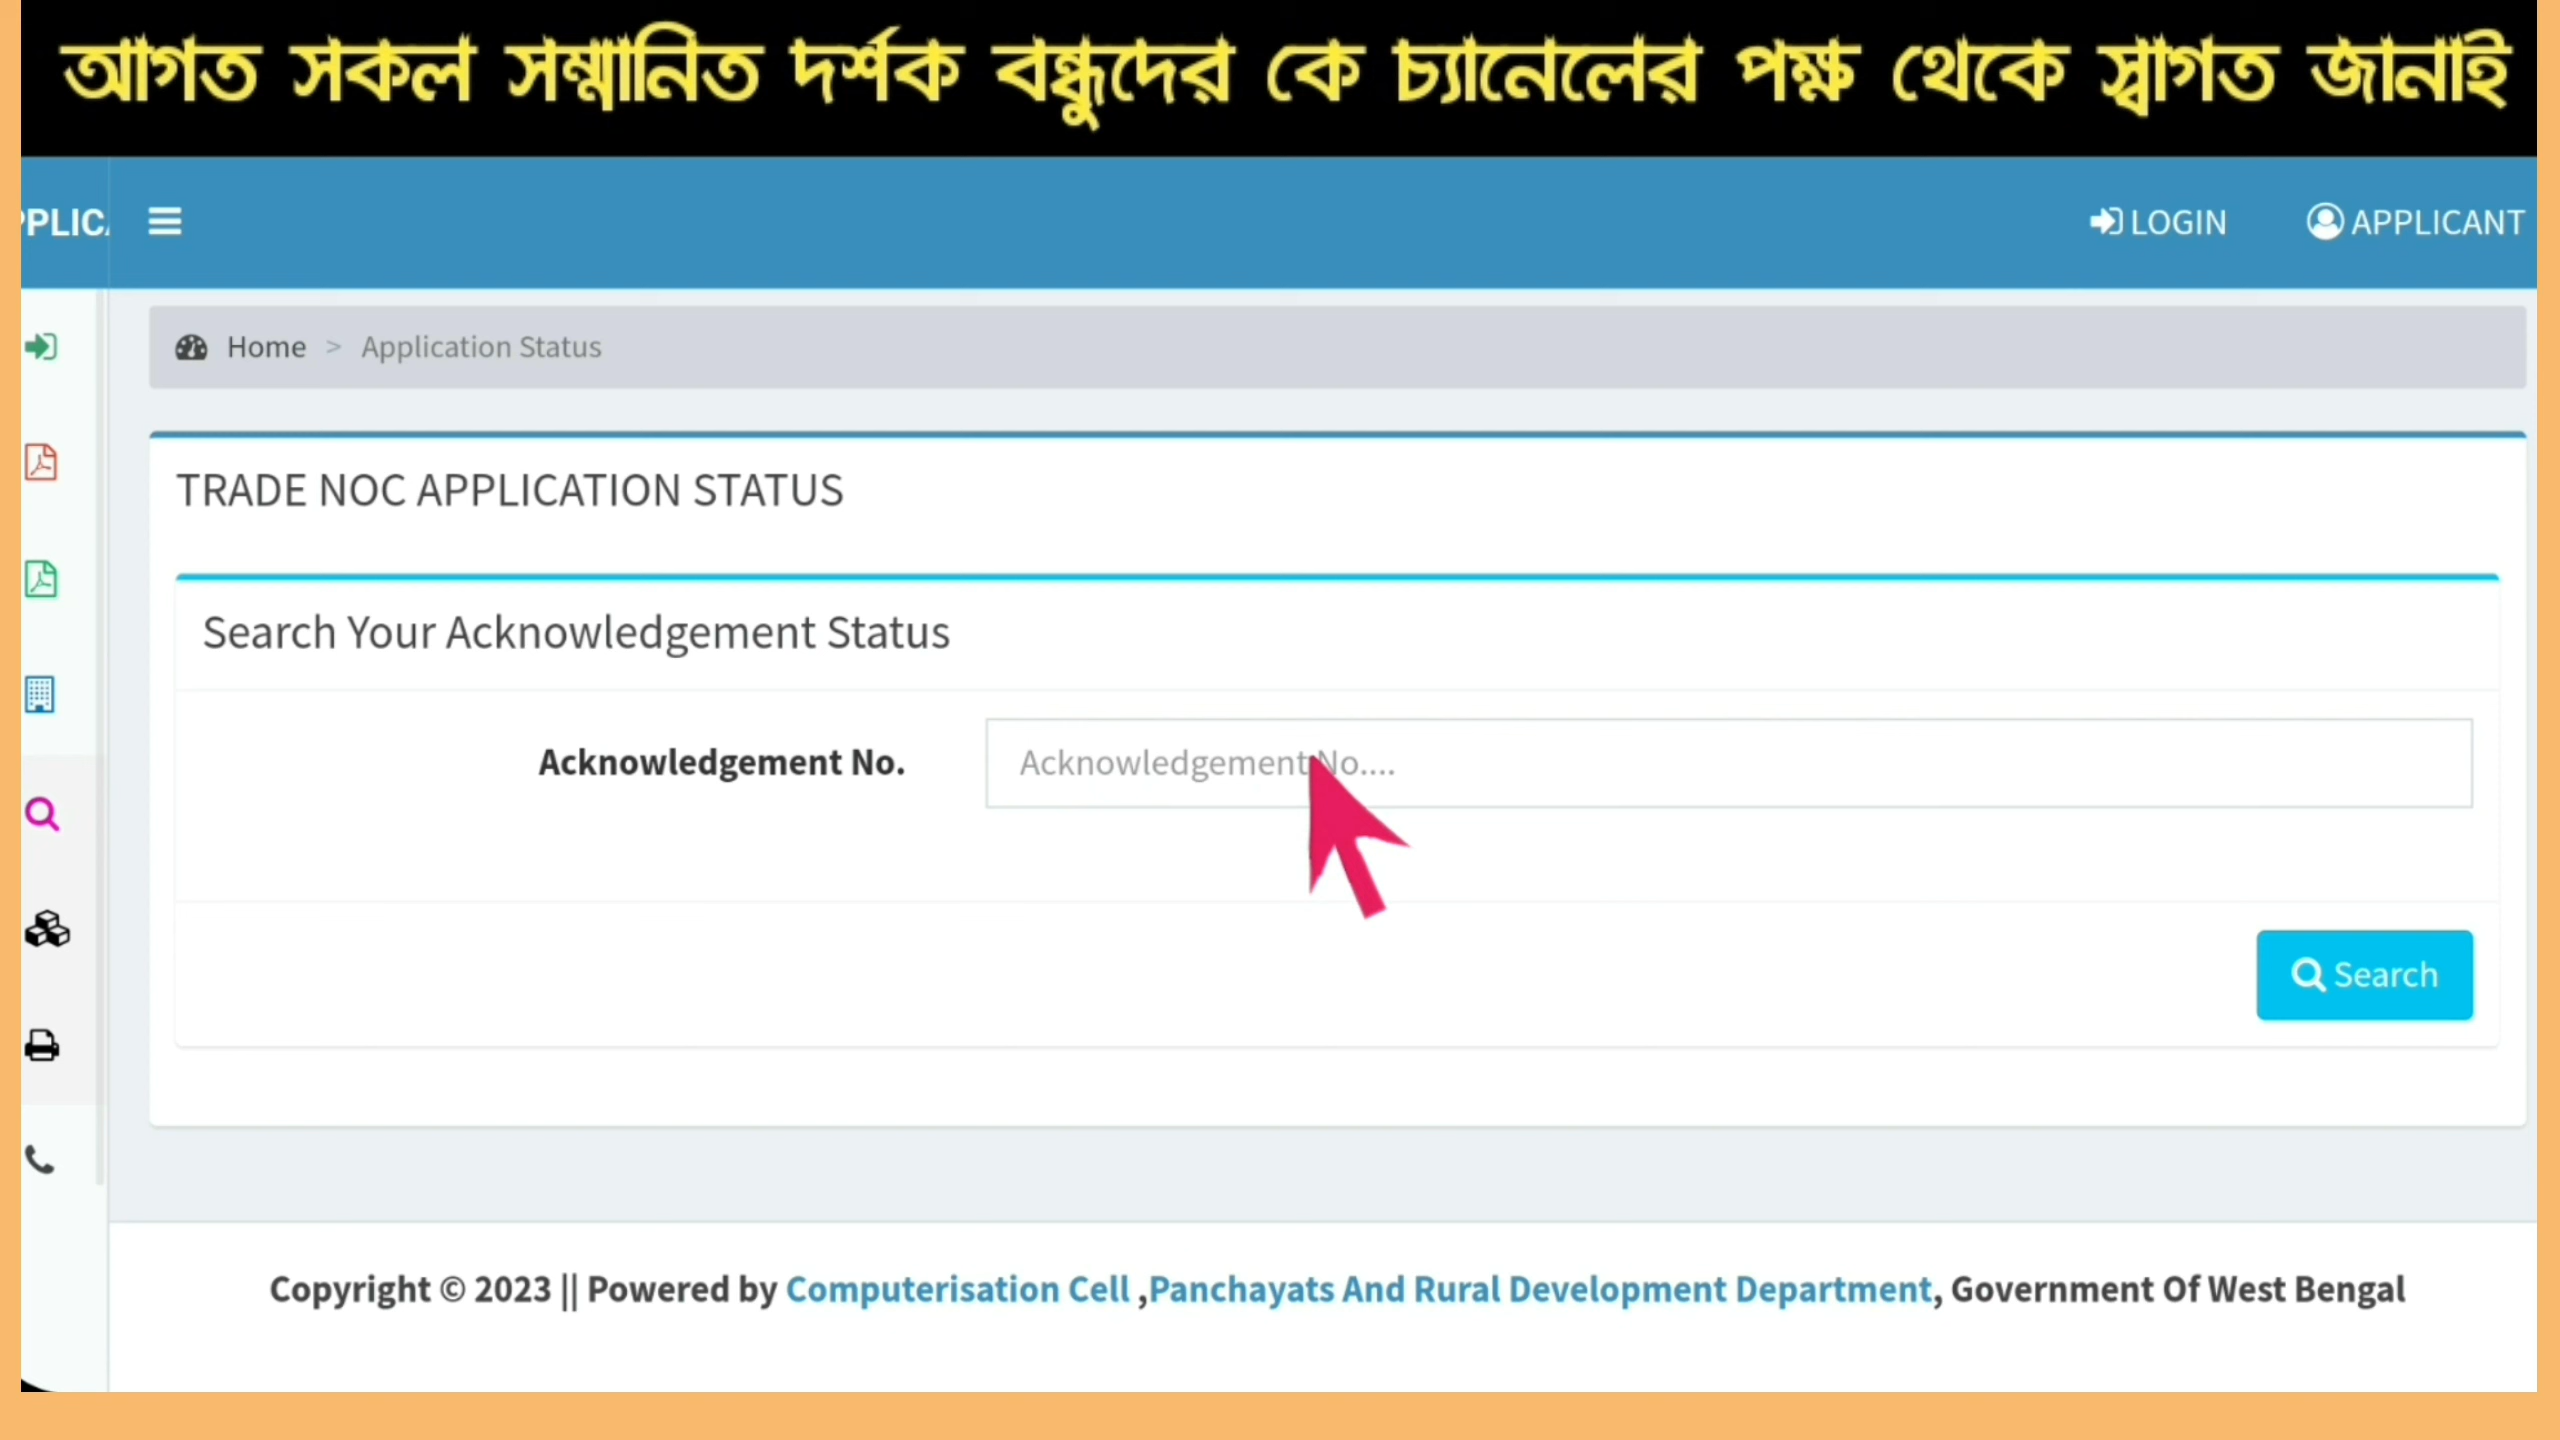 আগত সকল সম্মানিত দর্শক বন্ধুদের কে চ্যানেলের পক্ষ থেকে স্বাগত জানাই
PPLICA
LOGIN
APPLICANT
Home > Application Status
TRADE NOC APPLICATION STATUS
Search Your Acknowledgement Status
Acknowledgement No.
Acknowledgement No....
Search
Copyright © 2023 || Powered by Computerisation Cell ,Panchayats And Rural Development Department, Government Of West Bengal